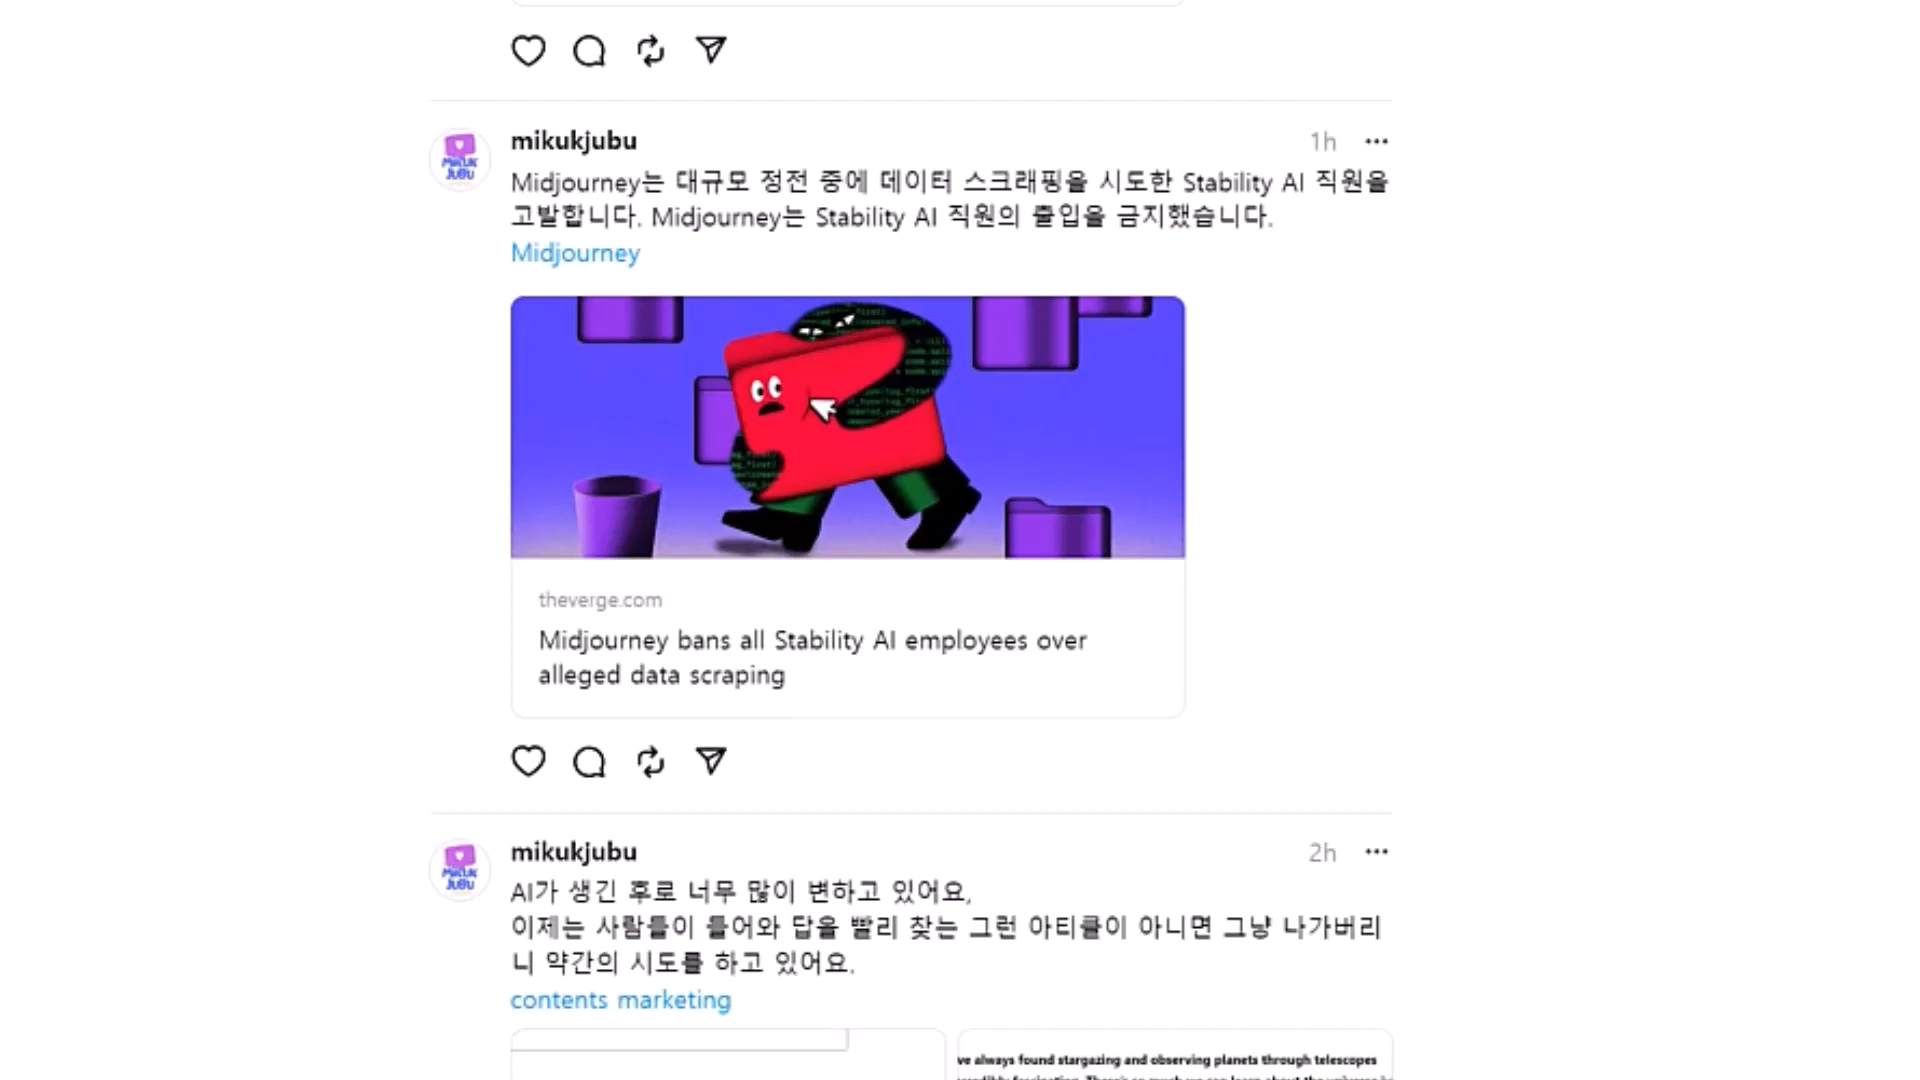 mikukjubu
1h
Midjourney는 대규모 정전 중에 데이터 스크래핑을 시도한 Stability AI 직원을
고발합니다. Midjourney는 Stability AI 직원의 출입을 금지했습니다.
Midjourney
theverge.com
Midjourney bans all Stability AI employees over
alleged data scraping
mikukjubu
2h
AI가 생긴 후로 너무 많이 변하고 있어요,
이제는 사람들이 들어와 답을 빨리 찾는 그런 아티클이 아니면 그냥 나가버리
니 약간의 시도를 하고 있어요.
contents marketing
ve always found stargazing and observing planets through telescopes